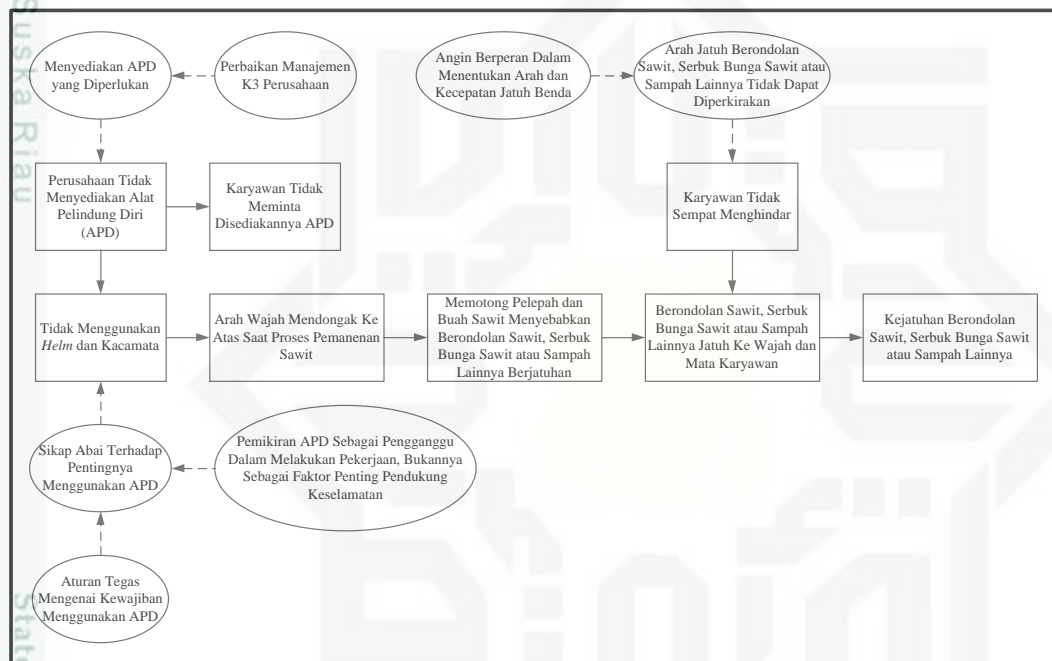 Suska Riau
Menyediakan APD
yang Diperlukan
Perbaikan Manajemen
K3 Perusahaan
Angin Berperan Dalam
Menentukan Arah dan
Kecepatan Jatuh Benda
Arah Jatuh Berondolan
Sawit, Serbuk Bunga Sawit atau
Sampah Lainnya Tidak Dapat
Diperkirakan
Perusahaan Tidak
Menyediakan Alat
Pelindung Diri
(APD)
Karyawan Tidak
Meminta
Disediakannya APD
Karyawan Tidak
Sempat Menghindar
Tidak Menggunakan
Helm dan Kacamata
Arah Wajah Mendongak Ke
Atas Saat Proses Pemanenan
Sawit
Memotong Pelepah dan
Buah Sawit Menyebabkan
Berondolan Sawit, Serbuk
Bunga Sawit atau Sampah
Lainnya Berjatuhan
Berondolan Sawit, Serbuk
Bunga Sawit atau Sampah
Lainnya Jatuh Ke Wajah dan
Mata Karyawan
Kejatuhan Berondolan
Sawit, Serbuk Bunga Sawit
atau Sampah Lainnya
Sikap Abai Terhadap
Pentingnya
Menggunakan APD
Pemikiran APD Sebagai Pengganggu
Dalam Melakukan Pekerjaan, Bukannya
Sebagai Faktor Penting Pendukung
Keselamatan
Aturan Tegas
Mengenai Kewajiban
Menggunakan APD
State